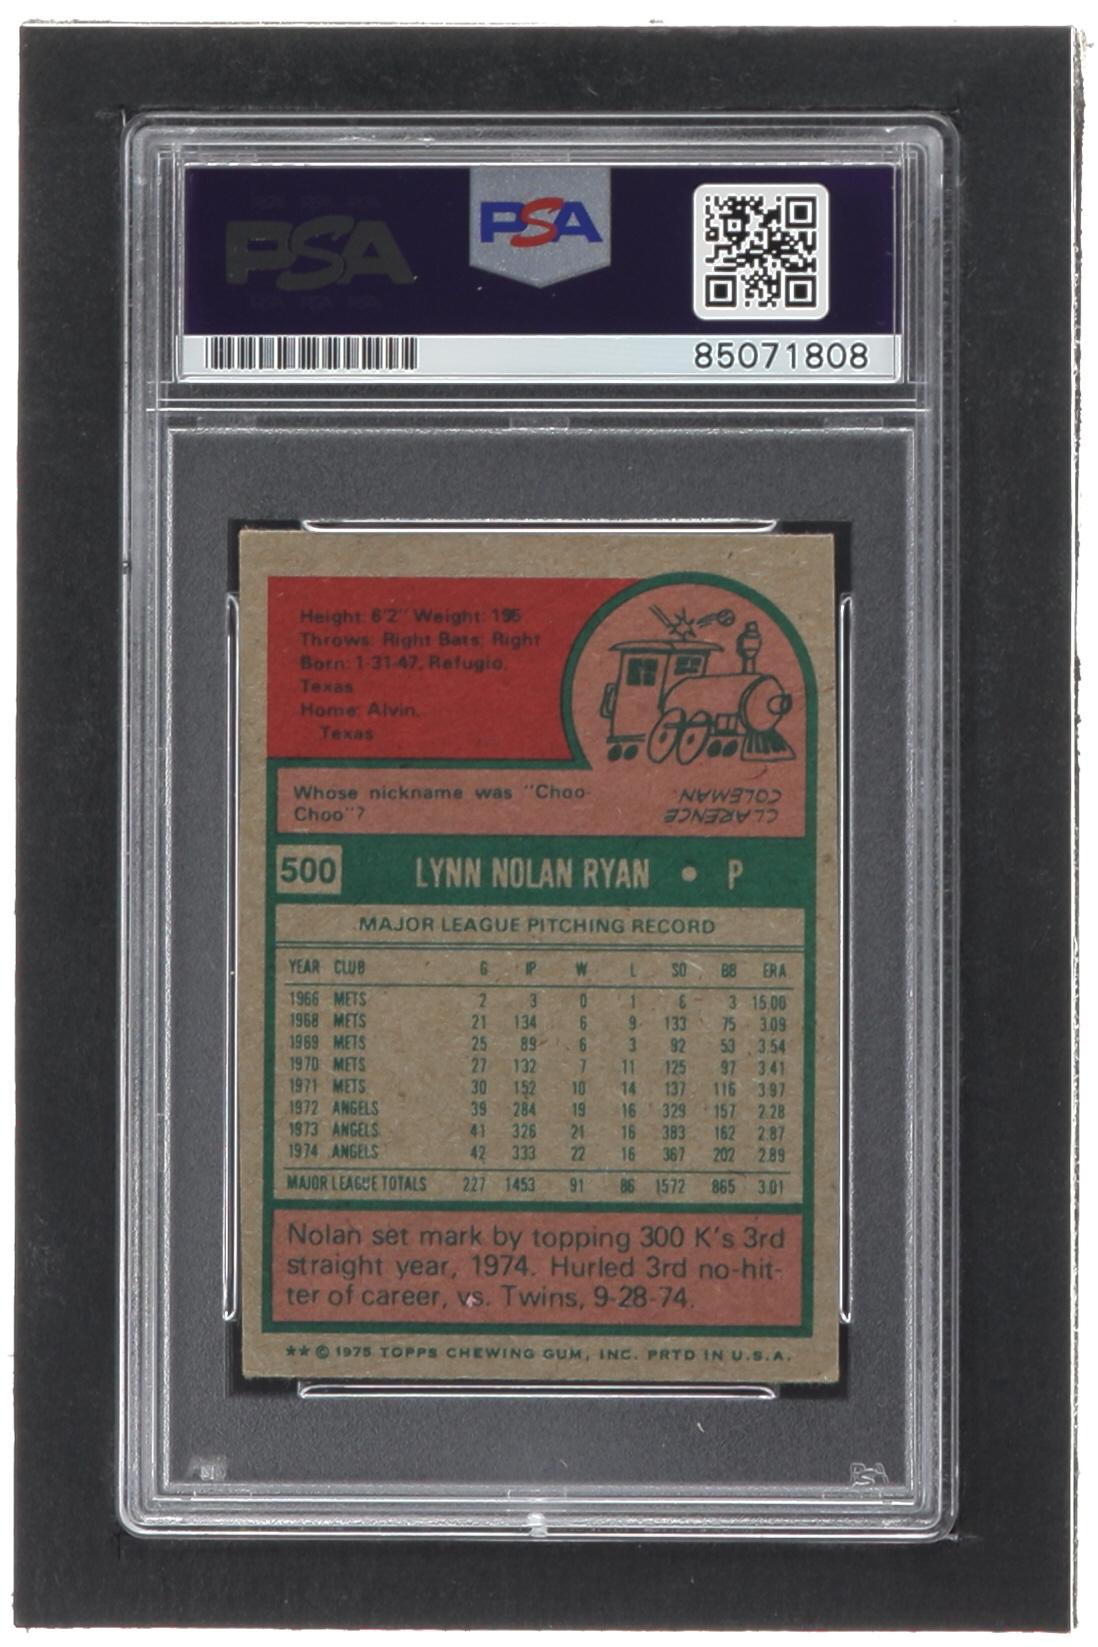 PSA
PSA
85071808
Height: 6'2" Weight: 195
Throws: Right Bats: Right
Born: 1-31-47, Refugio,
Texas
Home: Alvin,
Texas
Whose nickname was "Choo-
Choo"?
CLARENCE
COLEMAN.
500 LYNN NOLAN RYAN • P
MAJOR LEAGUE PITCHING RECORD
YEAR CLUB G IP W L SO BB ERA
1966 METS 2 3 0 1 6 3 15.00
1968 METS 21 134 6 9 133 75 3.09
1969 METS 25 89 6 3 92 53 3.54
1970 METS 27 132 7 11 125 97 3.41
1971 METS 30 152 10 14 137 116 3.97
1972 ANGELS 39 284 19 16 329 157 2.28
1973 ANGELS 41 326 21 16 383 162 2.87
1974 ANGELS 42 333 22 16 367 202 2.89
MAJOR LEAGUE TOTALS 227 1453 91 86 1572 865 3.01
Nolan set mark by topping 300 K's 3rd
straight year, 1974. Hurled 3rd no-hit-
ter of career, vs. Twins, 9-28-74.
** © 1975 TOPPS CHEWING GUM, INC. PRTD IN U.S.A.
PSA